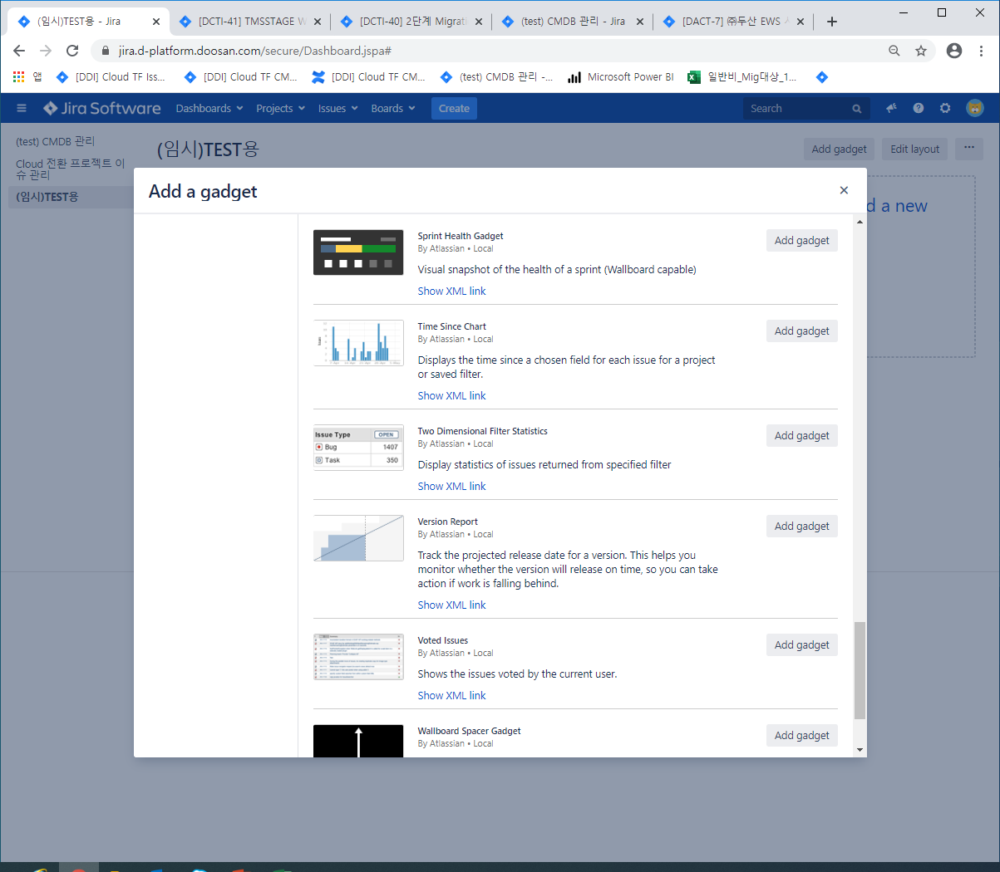 (임시)TEST용 - Jira
[DCTI-41] TMSSTAGE W
[DCTI-40] 2단계 Migrati
(test) CMDB 관리 - Jira
[DACT-7] ㈜두산 EWS
jira.d-platform.doosan.com/secure/Dashboard.jspa#
앱
[DDI] Cloud TF Iss...
[DDI] Cloud TF CM...
[DDI] Cloud TF CM...
(test) CMDB 관리 -...
Microsoft Power BI
일반비_Mig대상_1...
Jira Software
Dashboards
Projects
Issues
Boards
Create
Search
(test) CMDB 관리
Cloud 전환 프로젝트 이
슈 관리
(임시)TEST용
(임시)TEST용
Add gadget
Edit layout
d a new
Add a gadget
Sprint Health Gadget
By Atlassian • Local
Visual snapshot of the health of a sprint (Wallboard capable)
Show XML link
Add gadget
Time Since Chart
By Atlassian • Local
Displays the time since a chosen field for each issue for a project
or saved filter.
Show XML link
Add gadget
Issue Type OPEN
Bug 1407
Task 350
Two Dimensional Filter Statistics
By Atlassian • Local
Display statistics of issues returned from specified filter
Show XML link
Add gadget
Version Report
By Atlassian • Local
Track the projected release date for a version. This helps you
monitor whether the version will release on time, so you can take
action if work is falling behind.
Show XML link
Add gadget
Voted Issues
By Atlassian • Local
Shows the issues voted by the current user.
Show XML link
Add gadget
Wallboard Spacer Gadget
By Atlassian • Local
Add gadget